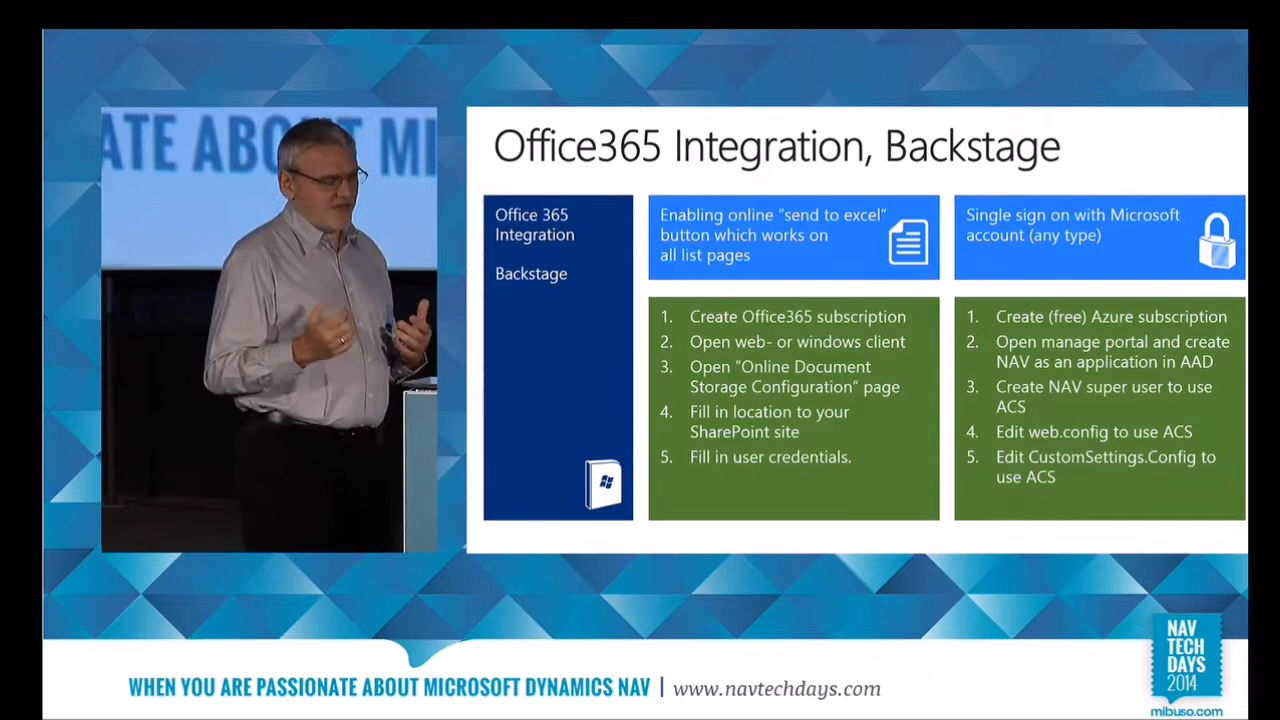 ATE ABOUT MI
Office365 Integration, Backstage
Office 365
Integration
Backstage
Enabling online "send to excel"
button which works on
all list pages
Single sign on with Microsoft
account (any type)
1. Create Office365 subscription
2. Open web- or windows client
3. Open "Online Document
Storage Configuration" page
4. Fill in location to your
SharePoint site
5. Fill in user credentials.
1. Create (free) Azure subscription
2. Open manage portal and create
NAV as an application in AAD
3. Create NAV super user to use
ACS
4. Edit web.config to use ACS
5. Edit CustomSettings.Config to
use ACS
WHEN YOU ARE PASSIONATE ABOUT MICROSOFT DYNAMICS NAV | www.navtechdays.com
NAV
TECH
DAYS
2014
mibuso.com